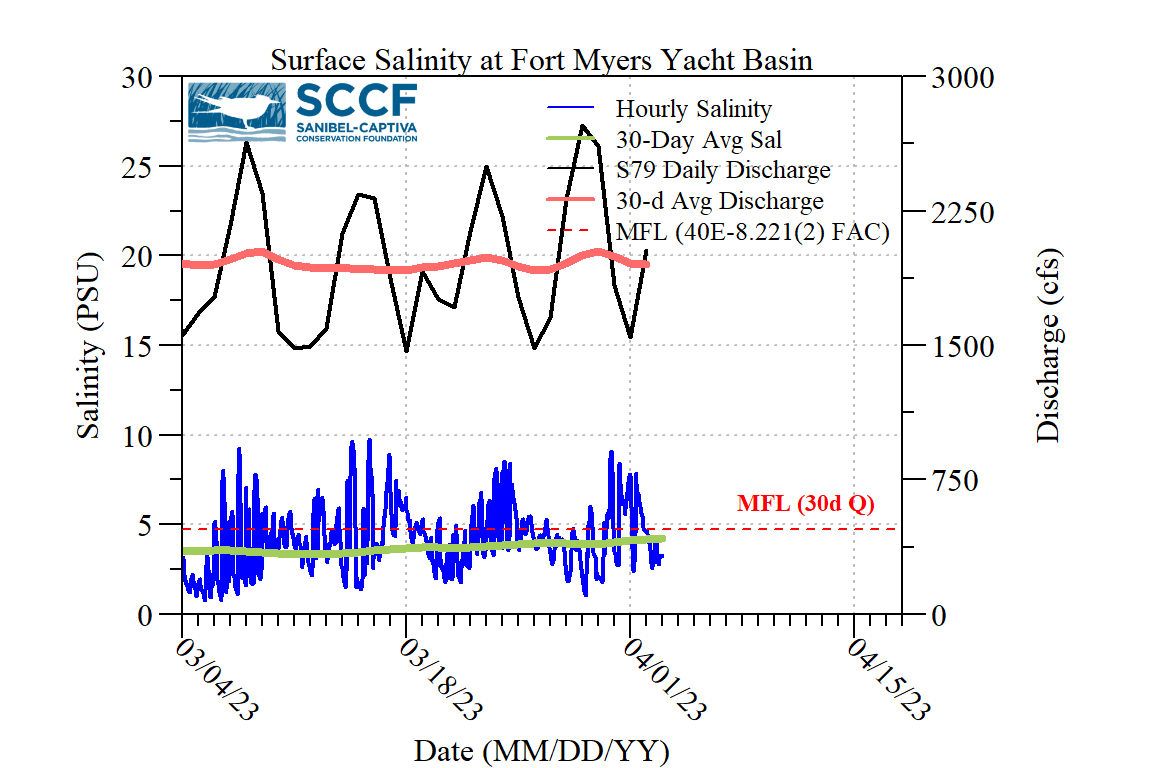 Surface Salinity at Fort Myers Yacht Basin
SCCF
SANIBEL-CAPTIVA
CONSERVATION FOUNDATION
Hourly Salinity
30-Day Avg Sal
S79 Daily Discharge
30-d Avg Discharge
MFL (40E-8.221(2) FAC)
MFL (30d Q)
Salinity (PSU)
30
25
20
15
10
5
0
Discharge (cfs)
3000
2250
1500
750
0
03/04/23
03/18/23
04/01/23
04/15/23
Date (MM/DD/YY)